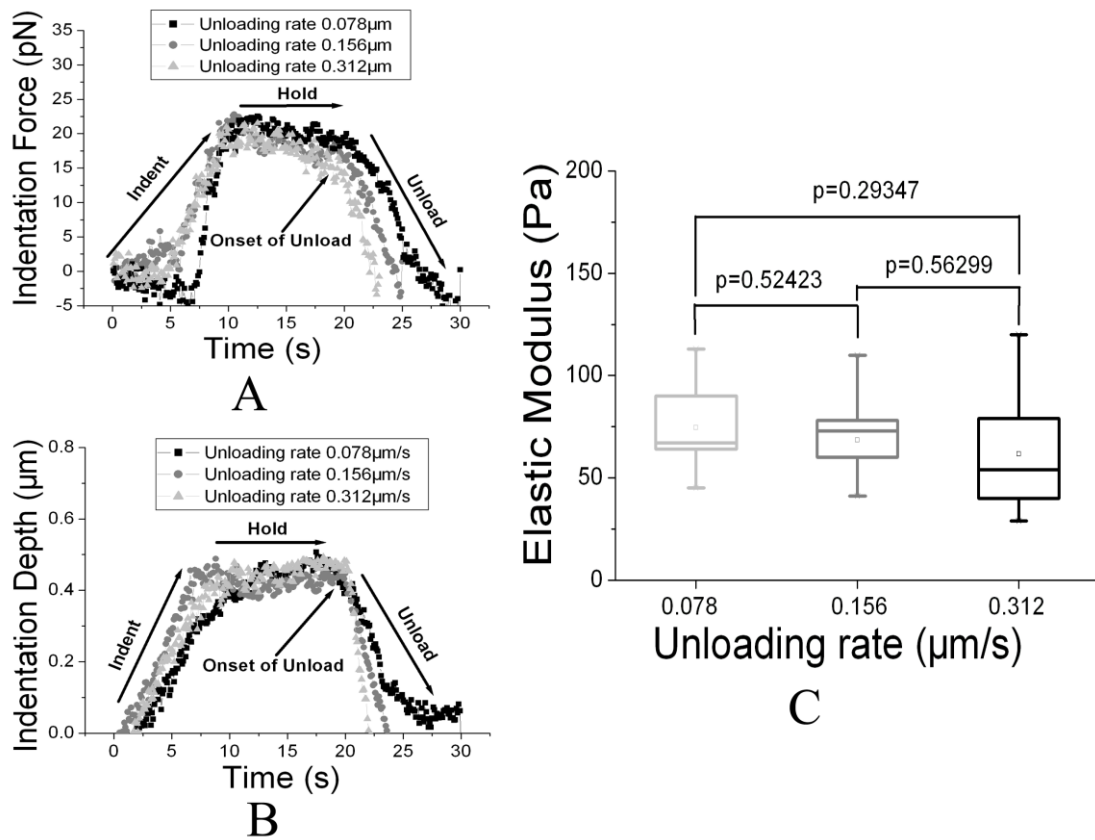 Indentation Force (pN)
35
30
25
20
15
10
5
0
-5
Unloading rate 0.078µm
Unloading rate 0.156µm
Unloading rate 0.312µm
Hold
Indent
Unload
Onset of Unload
0 5 10 15 20 25 30
Time (s)
A
Indentation Depth (µm)
0.8
0.6
0.4
0.2
0.0
Unloading rate 0.078µm/s
Unloading rate 0.156µm/s
Unloading rate 0.312µm/s
Hold
Indent
Unload
Onset of Unload
0 5 10 15 20 25 30
Time (s)
B
Elastic Modulus (Pa)
200
150
100
50
0
p=0.29347
p=0.52423
p=0.56299
0.078 0.156 0.312
Unloading rate (µm/s)
C